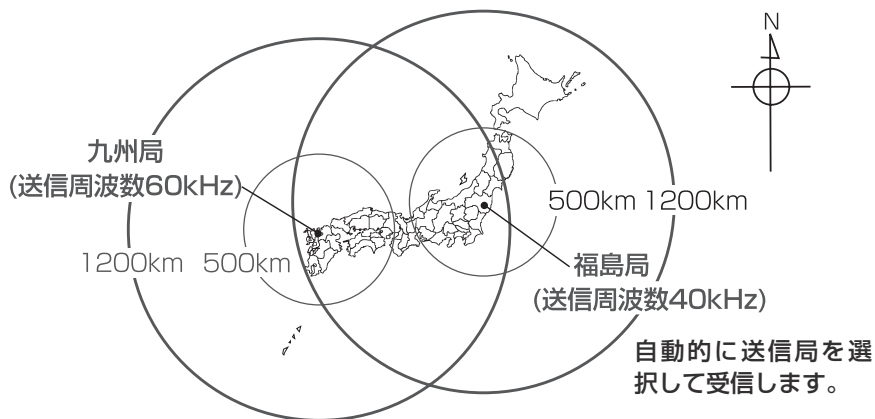 N
九州局
(送信周波数60kHz)
500km 1200km
1200km 500km
福島局
(送信周波数40kHz)
自動的に送信局を選
択して受信します。